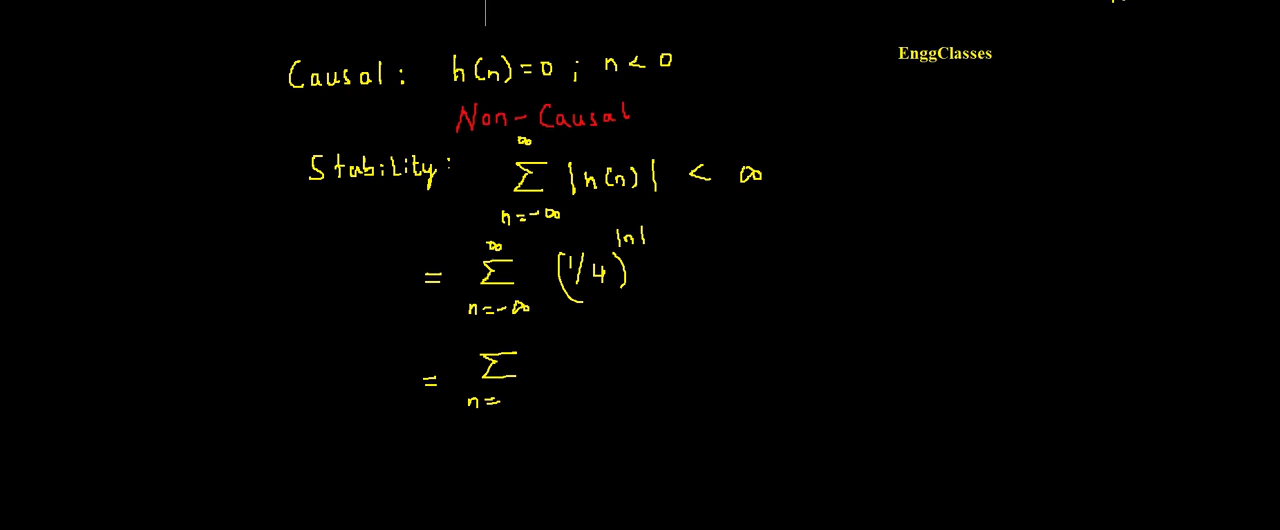 EnggClasses
Causal: h(n)=0; n<0
Non-Causal
Stability: ∞ Σ n=-∞ |h(n)| < ∞
= ∞ Σ n=-∞ (1/4)^|n|
= Σ n=